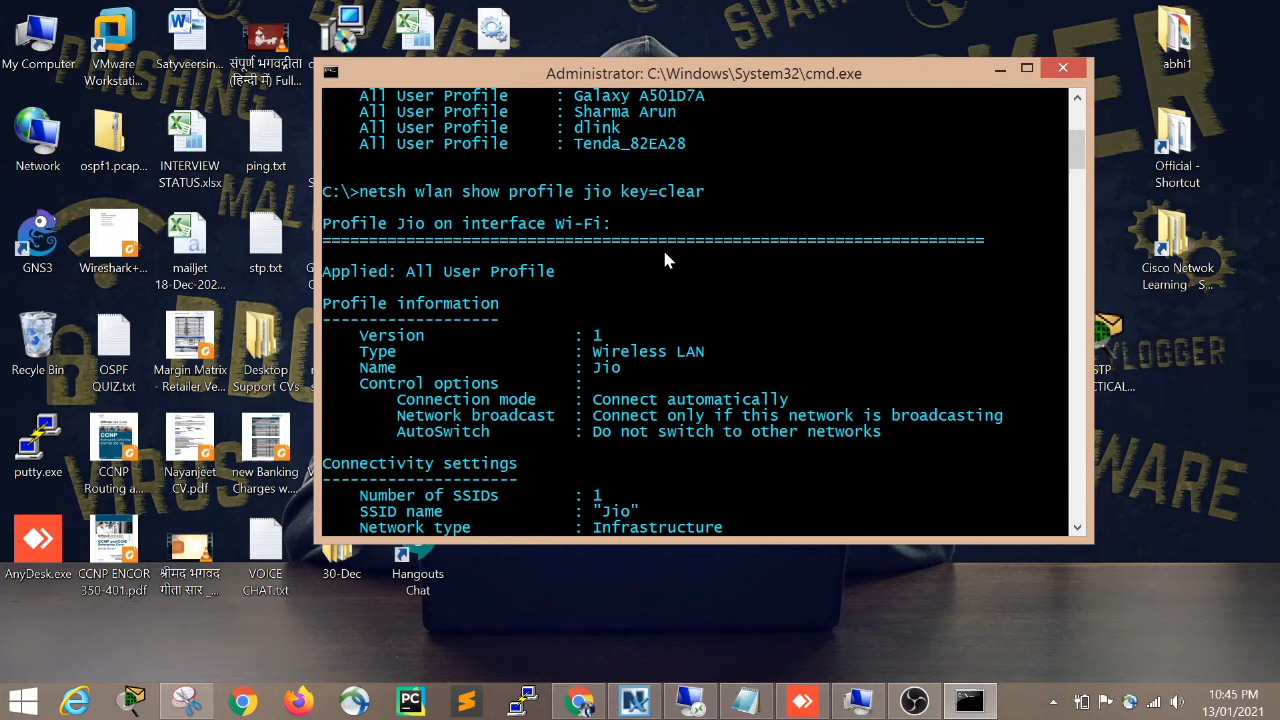 Administrator: C:\Windows\System32\cmd.exe
All User Profile : Galaxy A501D7A
All User Profile : Sharma Arun
All User Profile : dlink
All User Profile : Tenda_82EA28
C:\>netsh wlan show profile jio key=clear
Profile Jio on interface Wi-Fi:
=======================================================================
Applied: All User Profile
Profile information
-------------------
Version : 1
Type : Wireless LAN
Name : Jio
Control options :
Connection mode : Connect automatically
Network broadcast : Connect only if this network is broadcasting
AutoSwitch : Do not switch to other networks
Connectivity settings
---------------------
Number of SSIDs : 1
SSID name : "Jio"
Network type : Infrastructure
My Computer
VMware
Workstati...
Satyveersin...
संपूर्ण भगवद्गीता
(हिन्दी में) Full...
abhi1
Network
ospf1.pcap...
INTERVIEW
STATUS.xlsx
ping.txt
Official -
Shortcut
GNS3
Wireshark+...
mailjet
18-Dec-202...
stp.txt
Cisco Netwok
Learning - S...
Recyle Bin
OSPF
QUIZ.txt
Margin Matrix
- Retailer Ve...
Desktop
Support CVs
STP
putty.exe
CCNP
Routing a...
Nayanjeet
CV.pdf
new Banking
Charges w...
AnyDesk.exe
CCNP ENCOR
350-401.pdf
श्रीमद भगवद
गीता सार _...
VOICE
CHAT.txt
30-Dec
Hangouts
Chat
LOGGER
WARE
10:45 PM
13/01/2021